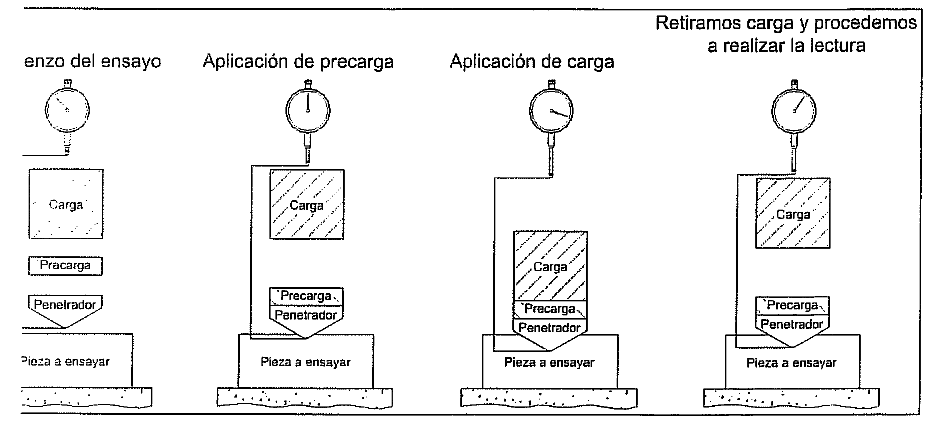 Retiramos carga y procedemos
a realizar la lectura
enzo del ensayo
Aplicación de precarga
Aplicación de carga
Carga
Precarga
Penetrador
Pieza a ensayar
Carga
Precarga
Penetrador
Pieza a ensayar
Carga
Precarga
Penetrador
Pieza a ensayar
Carga
Precarga
Penetrador
Pieza a ensayar